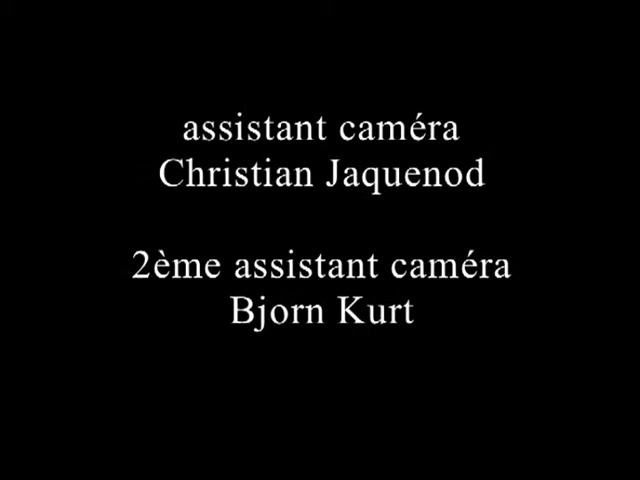 assistant caméra
Christian Jaquenod
2ème assistant caméra
Bjorn Kurt